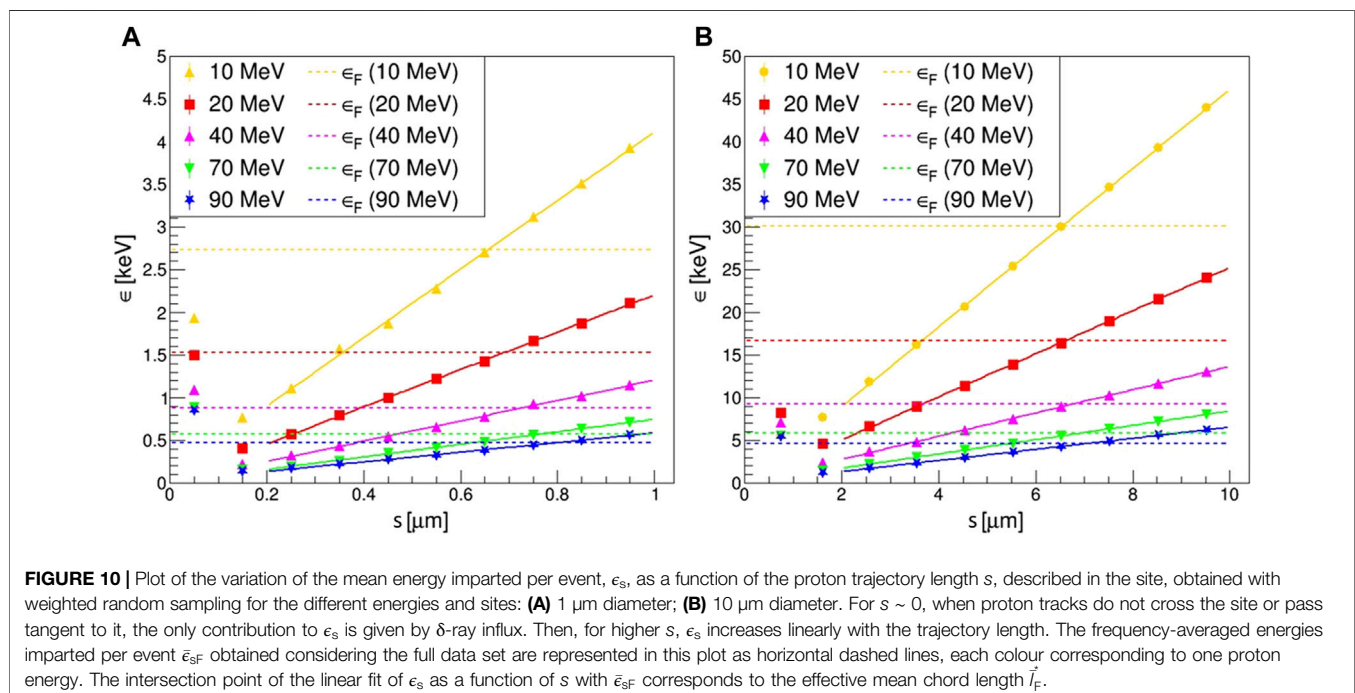 A
5
4.5
4
3.5
3
2.5
2
1.5
1
0.5
0
ϵ [keV]
10 MeV
20 MeV
40 MeV
70 MeV
90 MeV
ϵF (10 MeV)
ϵF (20 MeV)
ϵF (40 MeV)
ϵF (70 MeV)
ϵF (90 MeV)
0 0.2 0.4 0.6 0.8 1
s [μm]
B
50
45
40
35
30
25
20
15
10
5
0
ϵ [keV]
10 MeV
20 MeV
40 MeV
70 MeV
90 MeV
ϵF (10 MeV)
ϵF (20 MeV)
ϵF (40 MeV)
ϵF (70 MeV)
ϵF (90 MeV)
0 2 4 6 8 10
s [μm]
FIGURE 10 | Plot of the variation of the mean energy imparted per event, ϵs, as a function of the proton trajectory length s, described in the site, obtained with
weighted random sampling for the different energies and sites: (A) 1 μm diameter; (B) 10 μm diameter. For s ~ 0, when proton tracks do not cross the site or pass
tangent to it, the only contribution to ϵs is given by δ-ray influx. Then, for higher s, ϵs increases linearly with the trajectory length. The frequency-averaged energies
imparted per event ϵ̄sF obtained considering the full data set are represented in this plot as horizontal dashed lines, each colour corresponding to one proton
energy. The intersection point of the linear fit of ϵs as a function of s with ϵ̄sF corresponds to the effective mean chord length l̄*F.